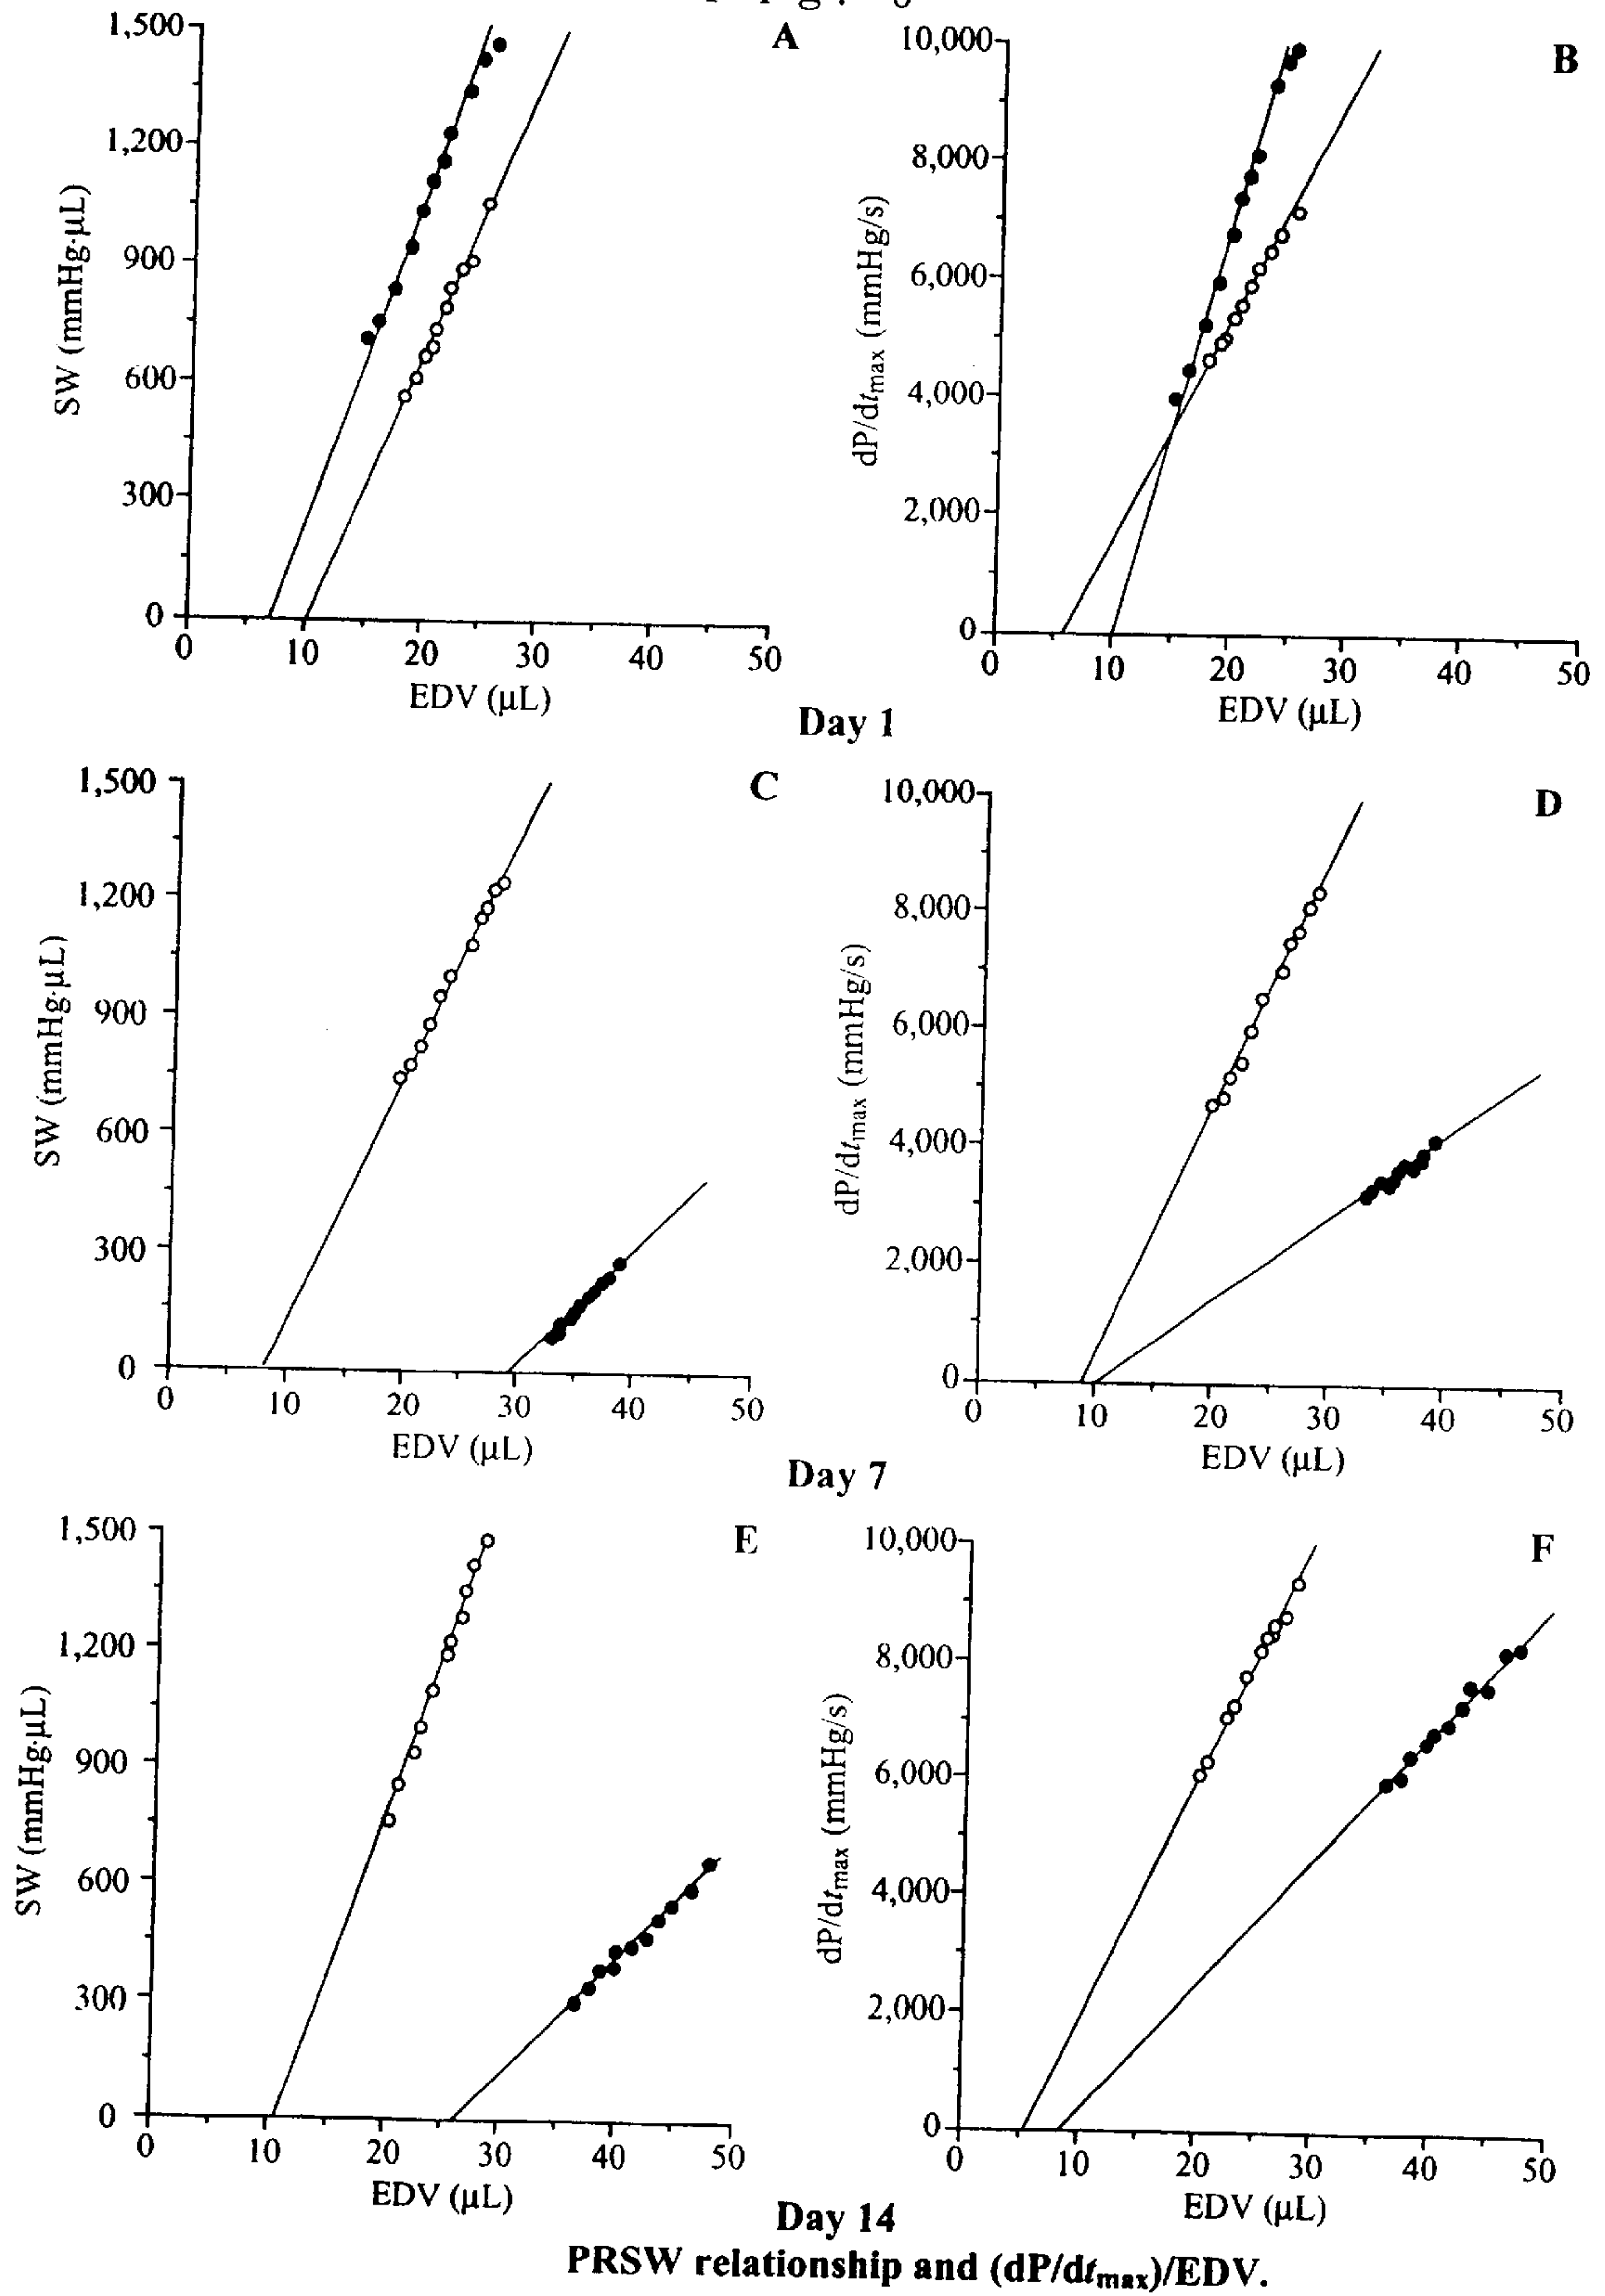 A
1,500
1,200
900
600
300
0
SW (mmHg·µL)
0 10 20 30 40 50
EDV (µL)
B
10,000
8,000
6,000
4,000
2,000
0
dP/dtmax (mmHg/s)
0 10 20 30 40 50
EDV (µL)
Day 1
C
1,500
1,200
900
600
300
0
SW (mmHg·µL)
0 10 20 30 40 50
EDV (µL)
D
10,000
8,000
6,000
4,000
2,000
0
dP/dtmax (mmHg/s)
0 10 20 30 40 50
EDV (µL)
Day 7
E
1,500
1,200
900
600
300
0
SW (mmHg·µL)
0 10 20 30 40 50
EDV (µL)
F
10,000
8,000
6,000
4,000
2,000
0
dP/dtmax (mmHg/s)
0 10 20 30 40 50
EDV (µL)
Day 14
PRSW relationship and (dP/dtmax)/EDV.